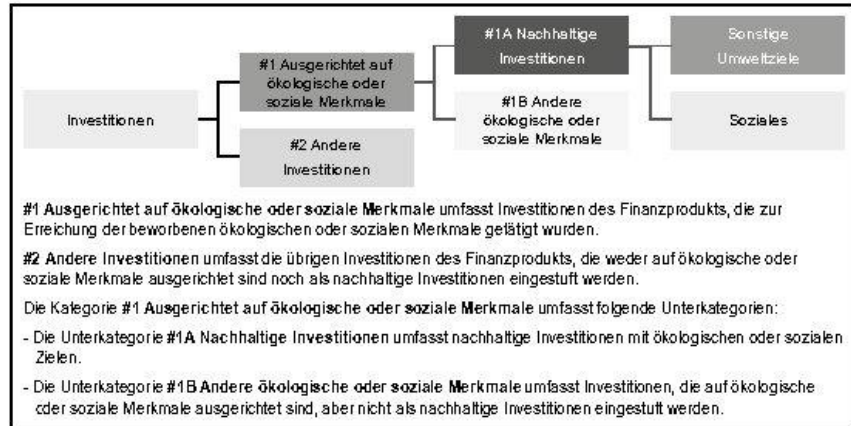 #1A Nachhaltige
Investitionen
Sonstige
Umweltziele
#1 Ausgerichtet auf
ökologische oder
soziale Merkmale
Investitionen
#1B Andere
ökologische oder
soziale Merkmale
Soziales
#2 Andere
Investitionen
#1 Ausgerichtet auf ökologische oder soziale Merkmale umfasst Investitionen des Finanzprodukts, die zur
Erreichung der beworbenen ökologischen oder sozialen Merkmale getätigt wurden.
#2 Andere Investitionen umfasst die übrigen Investitionen des Finanzprodukts, die weder auf ökologische oder
soziale Merkmale ausgerichtet sind noch als nachhaltige Investitionen eingestuft werden.
Die Kategorie #1 Ausgerichtet auf ökologische oder soziale Merkmale umfasst folgende Unterkategorien:
- Die Unterkategorie #1A Nachhaltige Investitionen umfasst nachhaltige Investitionen mit ökologischen oder sozialen
Zielen.
- Die Unterkategorie #1B Andere ökologische oder soziale Merkmale umfasst Investitionen, die auf ökologische
oder soziale Merkmale ausgerichtet sind, aber nicht als nachhaltige Investitionen eingestuft werden.